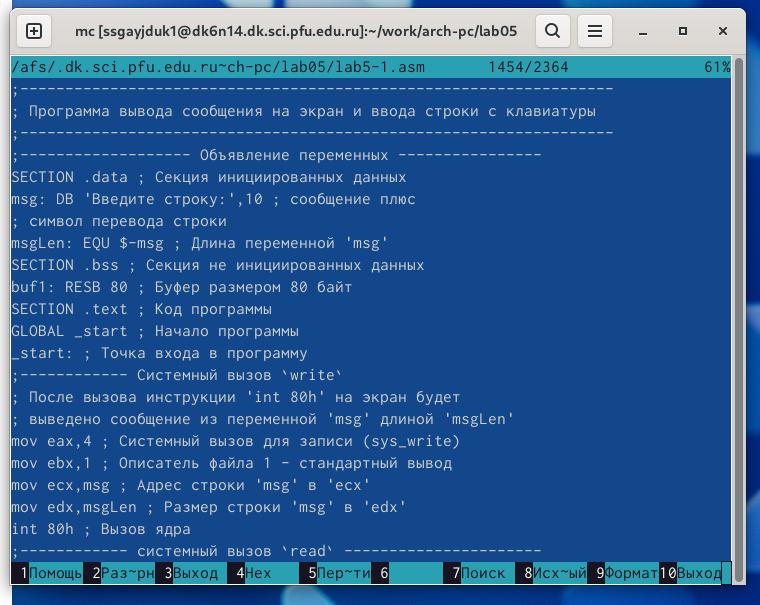 mc [ssgayjduk1@dk6n14.dk.sci.pfu.edu.ru]:~/work/arch-pc/lab05
/afs/.dk.sci.pfu.edu.ru~ch-pc/lab05/lab5-1.asm 1454/2364 61%
;------------------------------------------------------------------
; Программа вывода сообщения на экран и ввода строки с клавиатуры
;------------------------------------------------------------------
;------------------- Объявление переменных ----------------
SECTION .data ; Секция инициированных данных
msg: DB 'Введите строку:',10 ; сообщение плюс
; символ перевода строки
msgLen: EQU $-msg ; Длина переменной 'msg'
SECTION .bss ; Секция не инициированных данных
buf1: RESB 80 ; Буфер размером 80 байт
SECTION .text ; Код программы
GLOBAL _start ; Начало программы
_start: ; Точка входа в программу
;------------ Системный вызов `write`
; После вызова инструкции 'int 80h' на экран будет
; выведено сообщение из переменной 'msg' длиной 'msgLen'
mov eax,4 ; Системный вызов для записи (sys_write)
mov ebx,1 ; Описатель файла 1 - стандартный вывод
mov ecx,msg ; Адрес строки 'msg' в 'ecx'
mov edx,msgLen ; Размер строки 'msg' в 'edx'
int 80h ; Вызов ядра
;------------ системный вызов `read` ----------------------
1Помощь 2Раз~рн 3Выход 4Hex 5Пер~ти 6 7Поиск 8Исх~ый 9Формат 10Выход